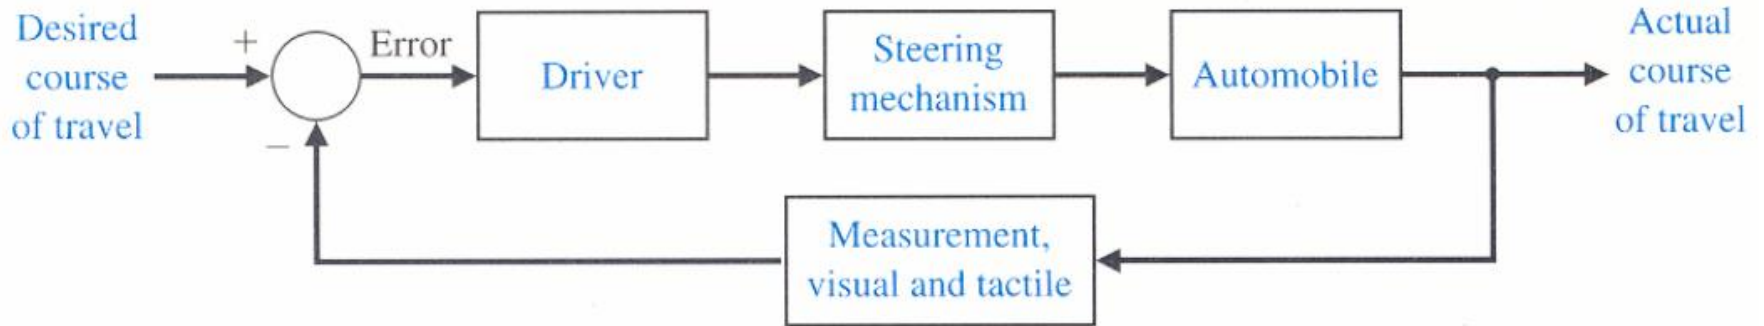 Desired
course
of travel
+
−
Error
Driver
Steering
mechanism
Automobile
Actual
course
of travel
Measurement,
visual and tactile